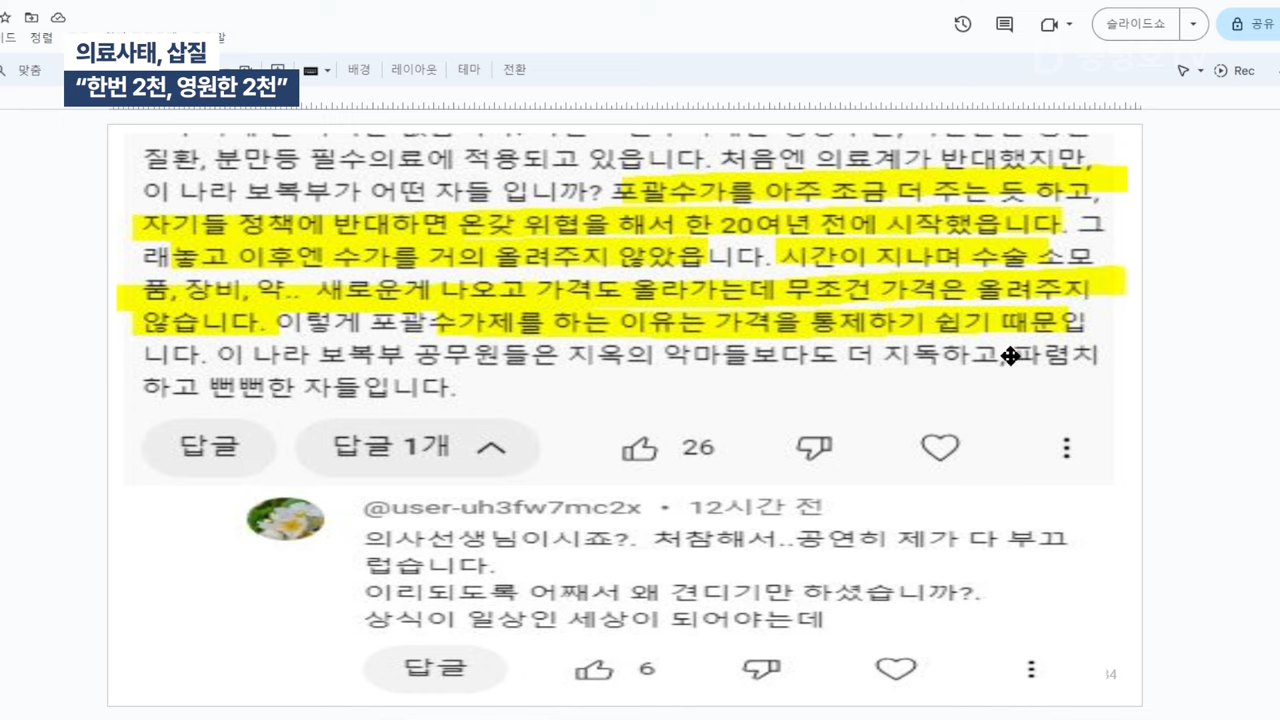 슬라이드쇼
공유
이드 정렬
의료사태, 삽질
“한번 2천, 영원한 2천”
맞춤
배경
레이아웃
테마
전환
Rec
질환, 분만등 필수의료에 적용되고 있읍니다. 처음엔 의료계가 반대했지만,
이 나라 보복부가 어떤 자들 입니까? 포괄수가를 아주 조금 더 주는 듯 하고,
자기들 정책에 반대하면 온갖 위협을 해서 한 20여년 전에 시작했읍니다. 그
래놓고 이후엔 수가를 거의 올려주지 않았읍니다. 시간이 지나며 수술 소모
품, 장비, 약.. 새로운게 나오고 가격도 올라가는데 무조건 가격은 올려주지
않습니다. 이렇게 포괄수가제를 하는 이유는 가격을 통제하기 쉽기 때문입
니다. 이 나라 보복부 공무원들은 지옥의 악마들보다도 더 지독하고, 파렴치
하고 뻔뻔한 자들입니다.
답글
답글 1개
26
@user-uh3fw7mc2x • 12시간 전
의사선생님이시죠?. 처참해서..공연히 제가 다 부끄
럽습니다.
이리되도록 어째서 왜 견디기만 하셨습니까?.
상식이 일상인 세상이 되어야는데
답글
6
34